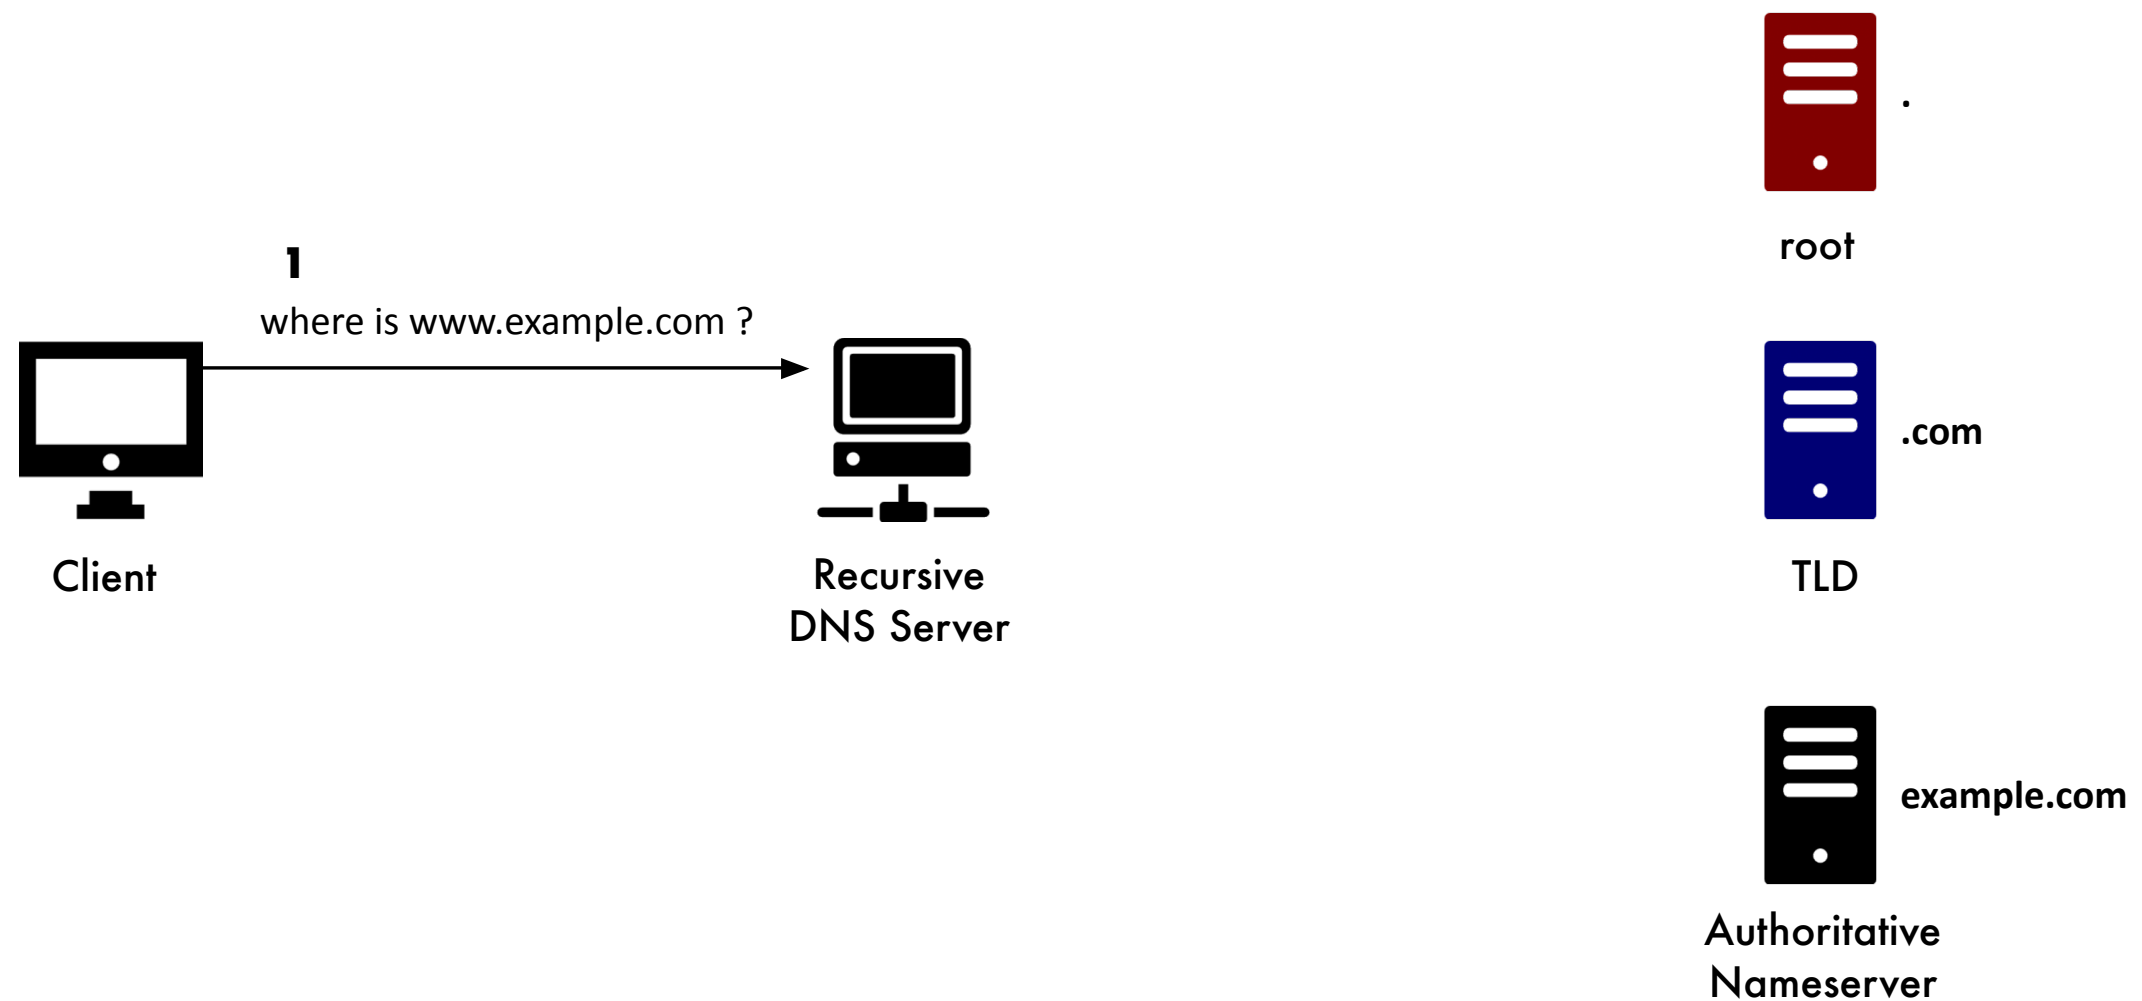 1
where is www.example.com ?
Client
Recursive
DNS Server
.
root
.com
TLD
example.com
Authoritative
Nameserver